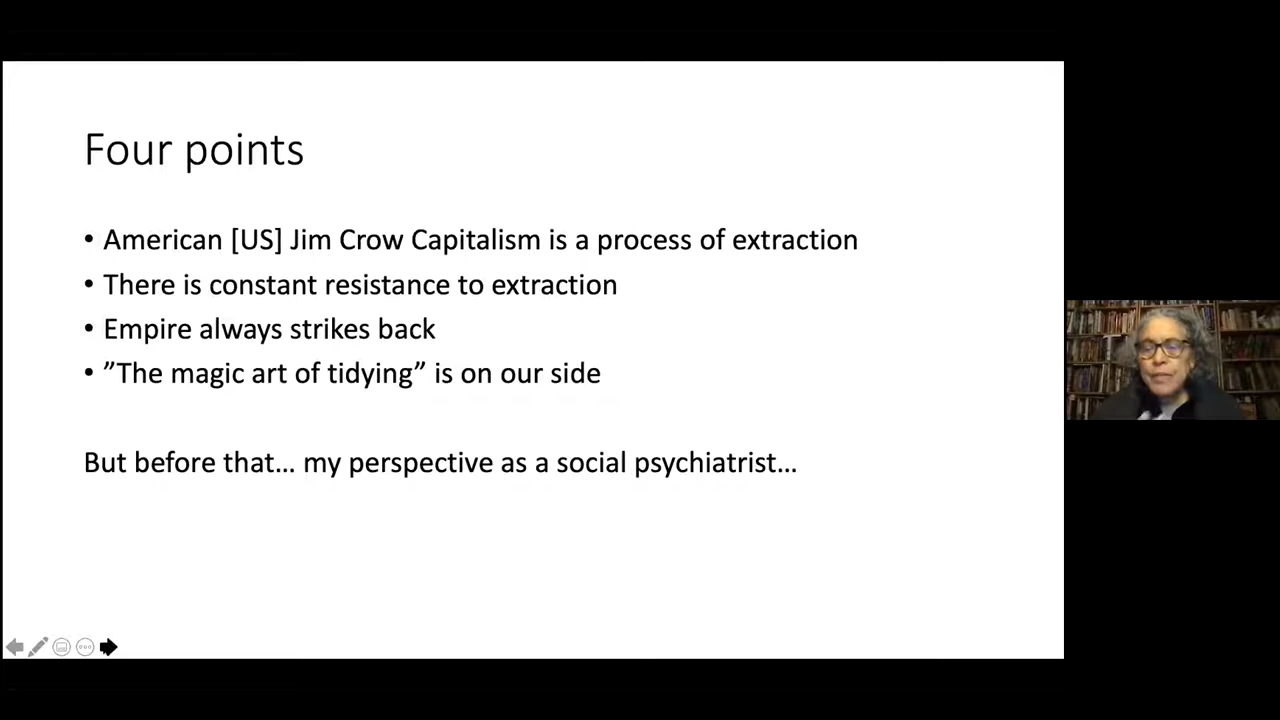 Four points
• American [US] Jim Crow Capitalism is a process of extraction
• There is constant resistance to extraction
• Empire always strikes back
• ”The magic art of tidying” is on our side
But before that… my perspective as a social psychiatrist…